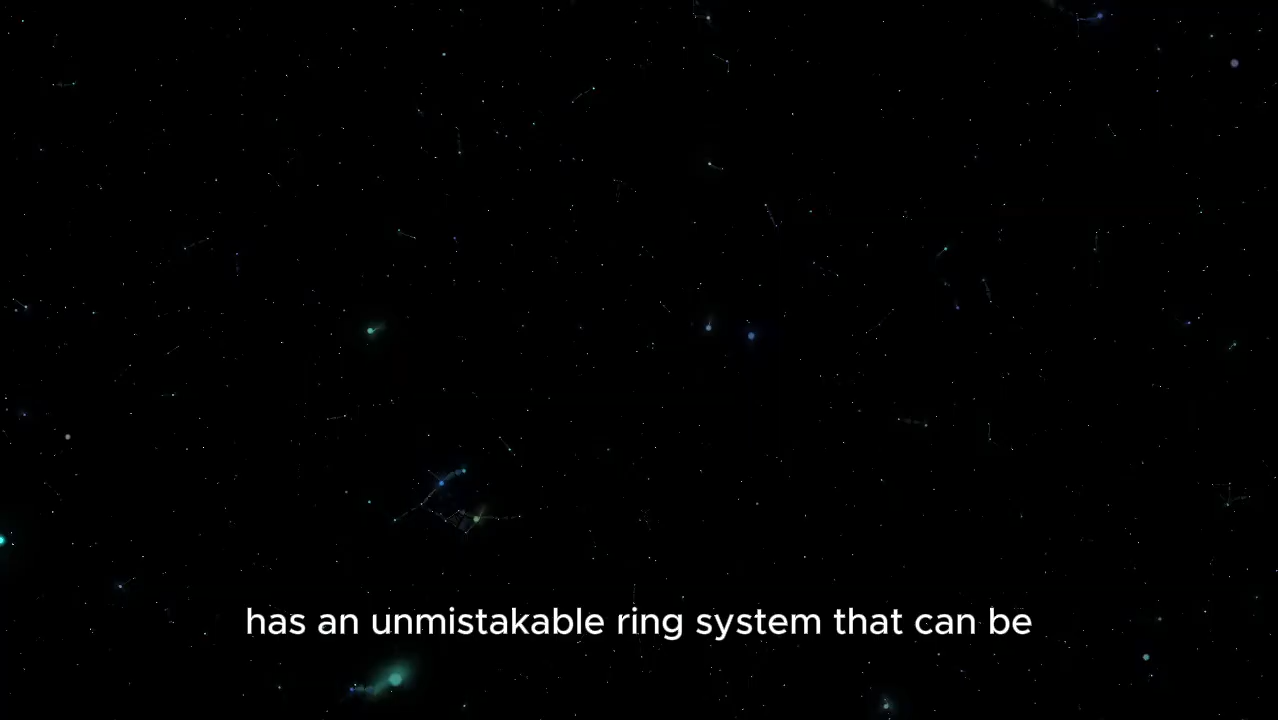 has an unmistakable ring system that can be